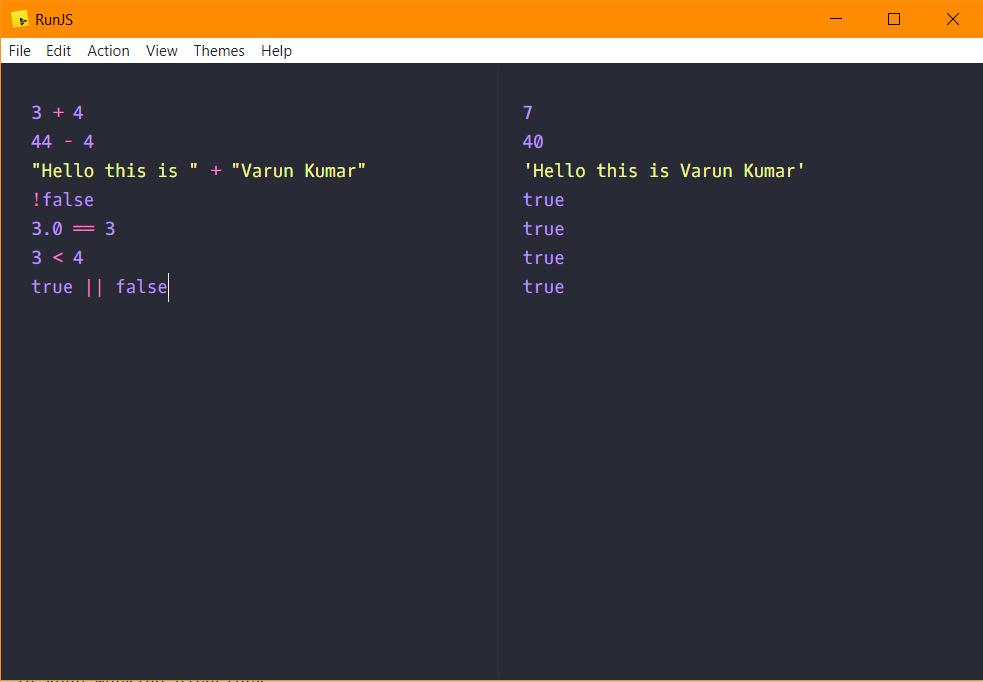 RunJS
File Edit Action View Themes Help
3 + 4 7
44 - 4 40
"Hello this is " + "Varun Kumar" 'Hello this is Varun Kumar'
!false true
3.0 == 3 true
3 < 4 true
true || false true